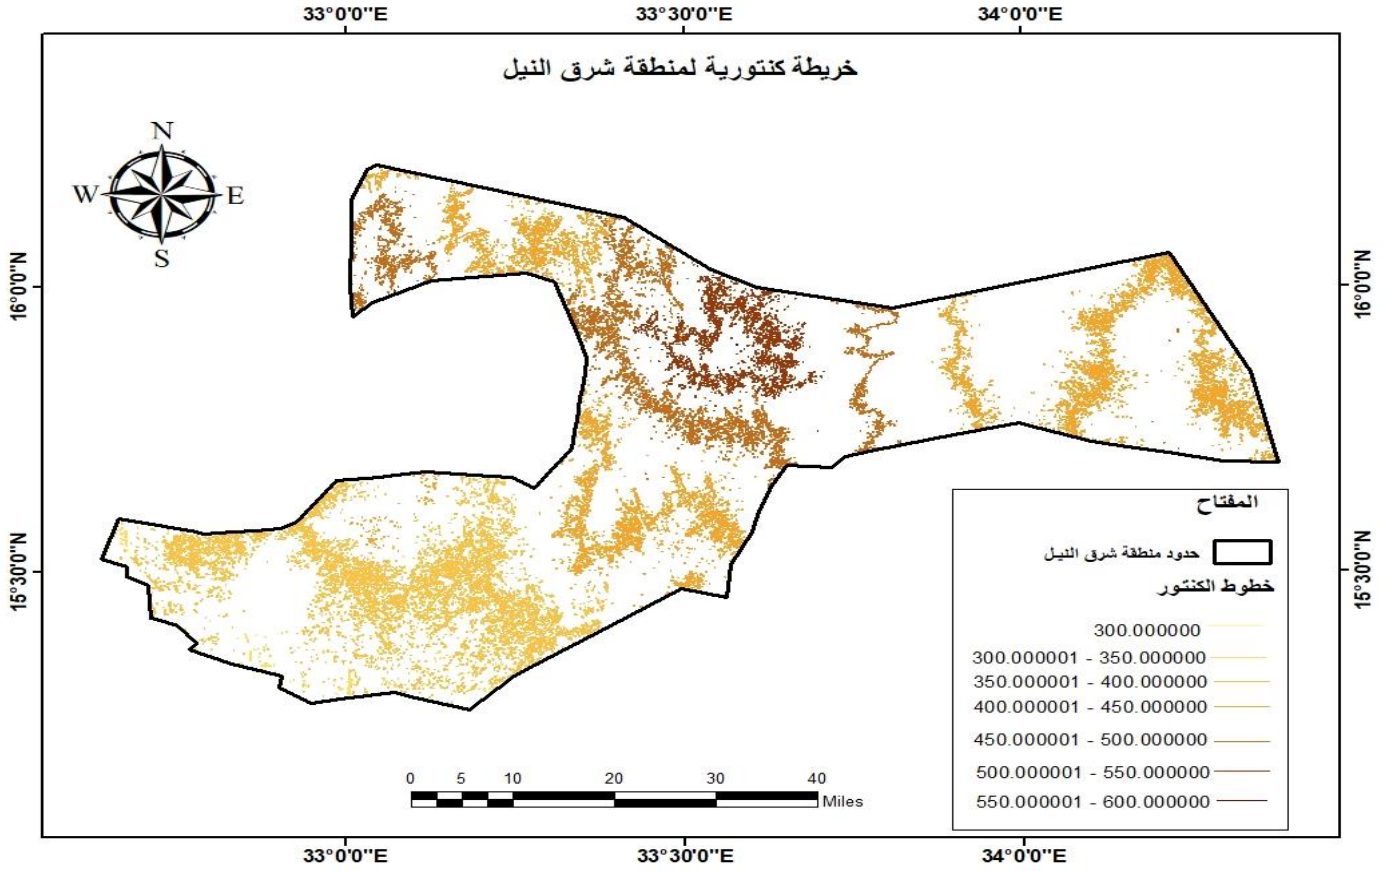 33°0'0"E 33°30'0"E 34°0'0"E
خريطة كنتورية لمنطقة شرق النيل
N
W E
S
16°0'0"N 16°0'0"N
15°30'0"N 15°30'0"N
المفتاح
حدود منطقة شرق النيل
خطوط الكنتور
300.000000
300.000001 - 350.000000
350.000001 - 400.000000
400.000001 - 450.000000
450.000001 - 500.000000
500.000001 - 550.000000
550.000001 - 600.000000
0 5 10 20 30 40
Miles
33°0'0"E 33°30'0"E 34°0'0"E